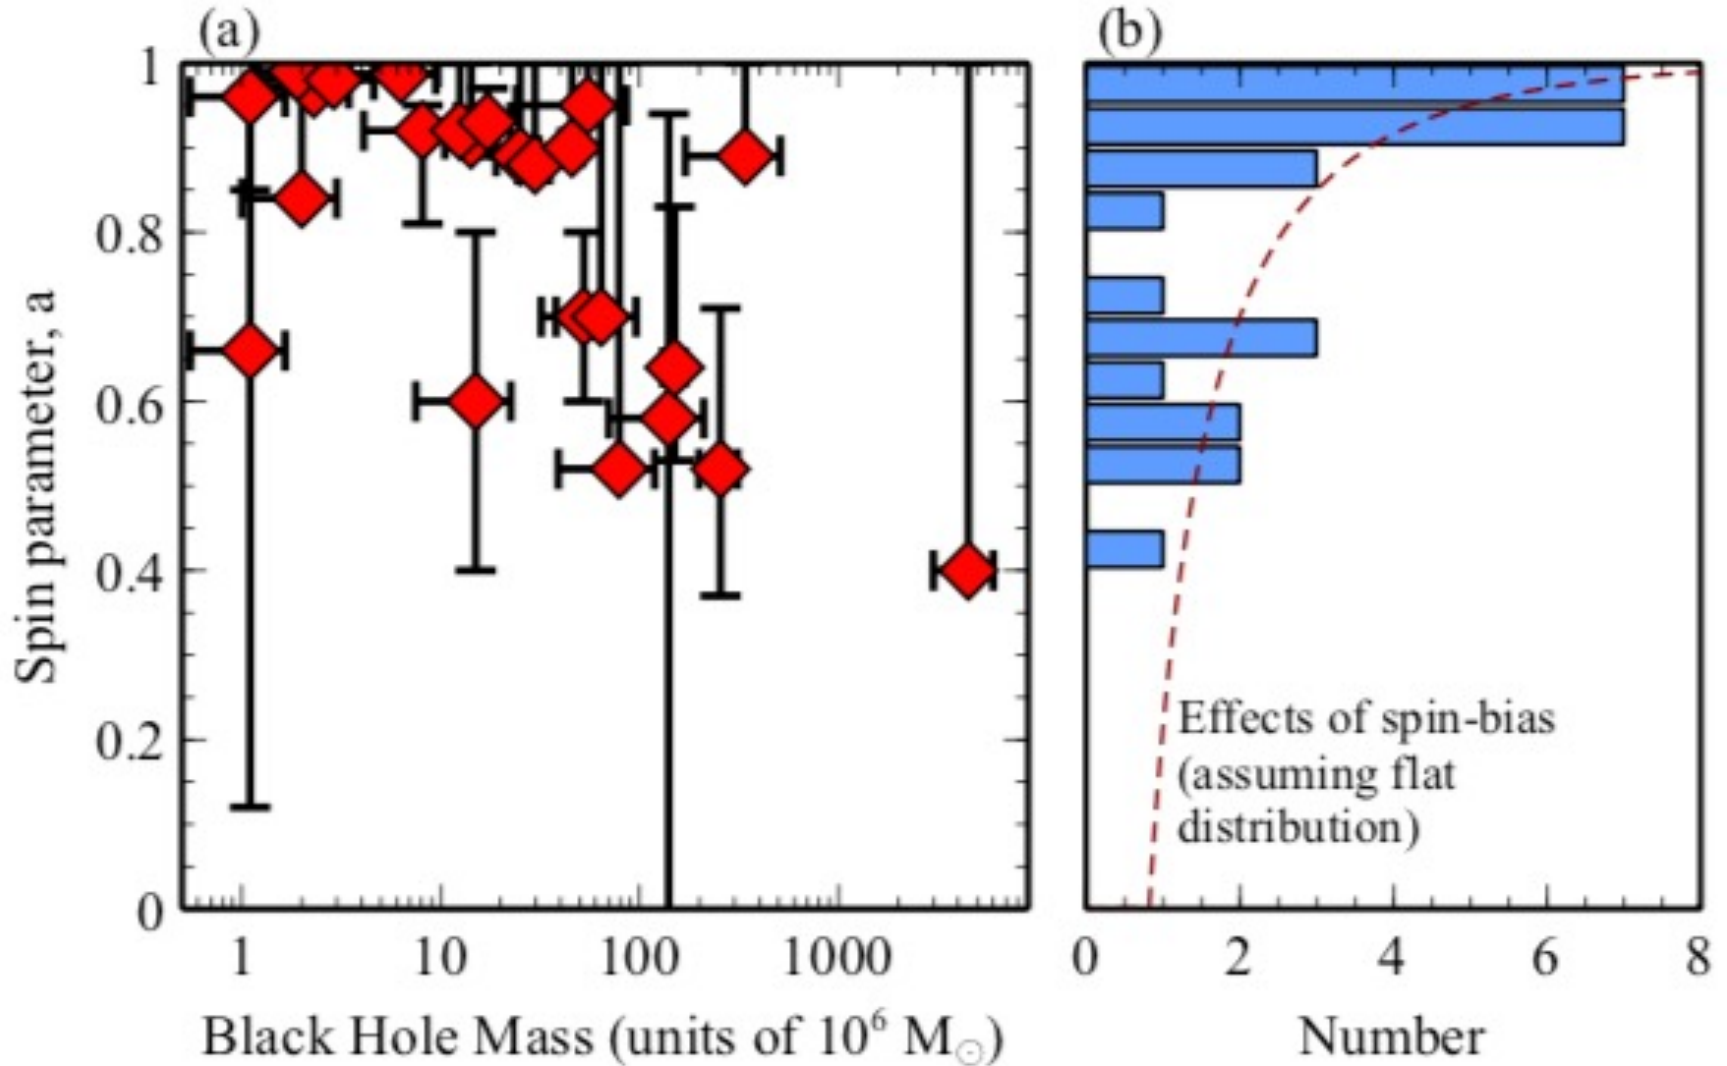 (a)
(b)
1
0.8
0.6
0.4
0.2
0
Spin parameter, a
1 10 100 1000
Black Hole Mass (units of 10⁶ M☉)
Effects of spin-bias
(assuming flat
distribution)
0 2 4 6 8
Number